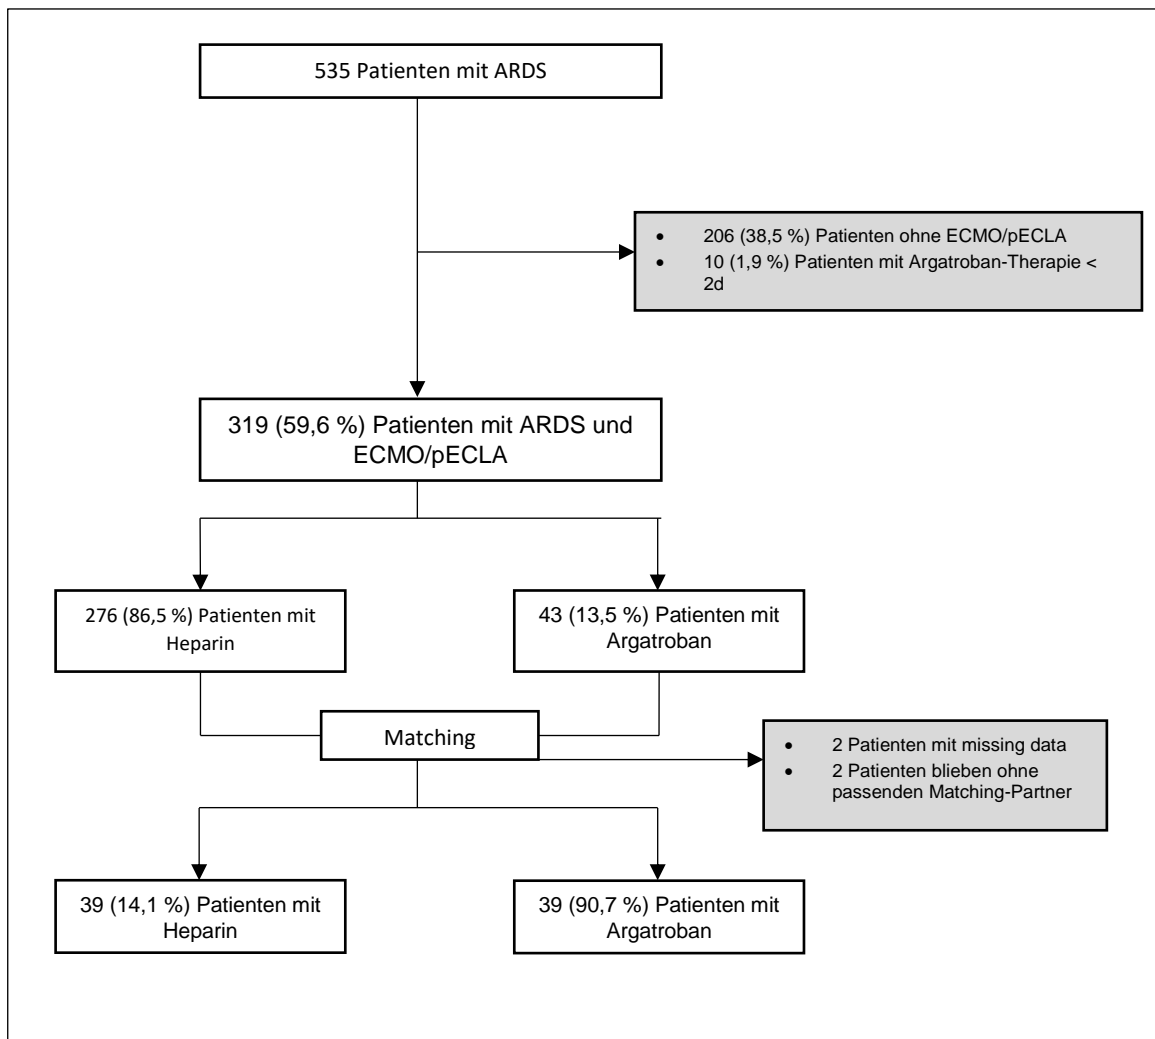 535 Patienten mit ARDS
• 206 (38,5 %) Patienten ohne ECMO/pECLA
• 10 (1,9 %) Patienten mit Argatroban-Therapie <
2d
319 (59,6 %) Patienten mit ARDS und
ECMO/pECLA
276 (86,5 %) Patienten mit
Heparin
43 (13,5 %) Patienten mit
Argatroban
Matching
• 2 Patienten mit missing data
• 2 Patienten blieben ohne
passenden Matching-Partner
39 (14,1 %) Patienten mit
Heparin
39 (90,7 %) Patienten mit
Argatroban